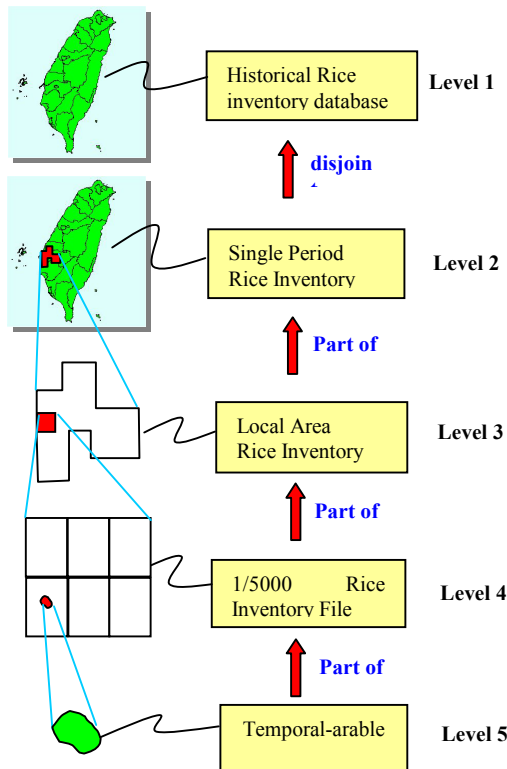 Historical Rice
inventory database
Level 1
disjoin
Single Period
Rice Inventory
Level 2
Part of
Local Area
Rice Inventory
Level 3
Part of
1/5000 Rice
Inventory File
Level 4
Part of
Temporal-arable
Level 5